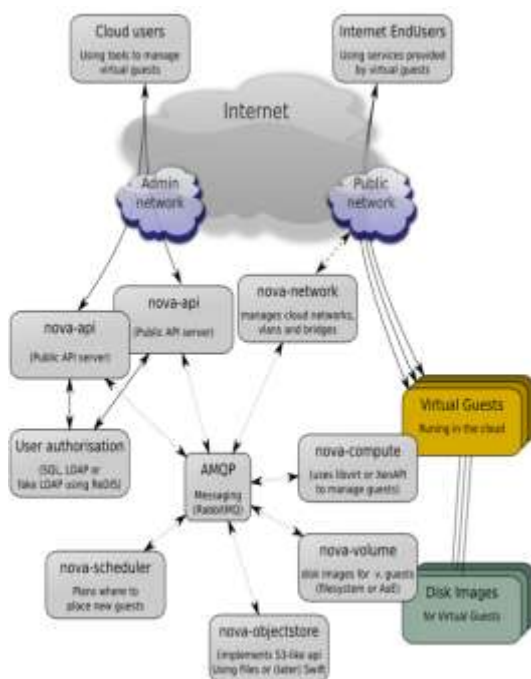 Cloud users
Using tools to manage
virtual guests
Internet EndUsers
Using services provided
by virtual guests
Internet
Admin
network
Public
network
nova-api
(Public API server)
nova-api
(Public API server)
nova-network
manages cloud networks,
vlans and bridges
Virtual Guests
Runing in the cloud
User authorisation
(SQL, LDAP or
fake LDAP using ReDIS)
AMQP
Messaging
(RabbitMQ)
nova-compute
(uses libvirt or XenAPI
to manage guests)
nova-scheduler
Plans where to
place new guests
nova-volume
disk images for v. guests
(filesystem or AoE)
Disk Images
for Virtual Guests
nova-objectstore
(implements S3-like api
Using Files or (later) Swift